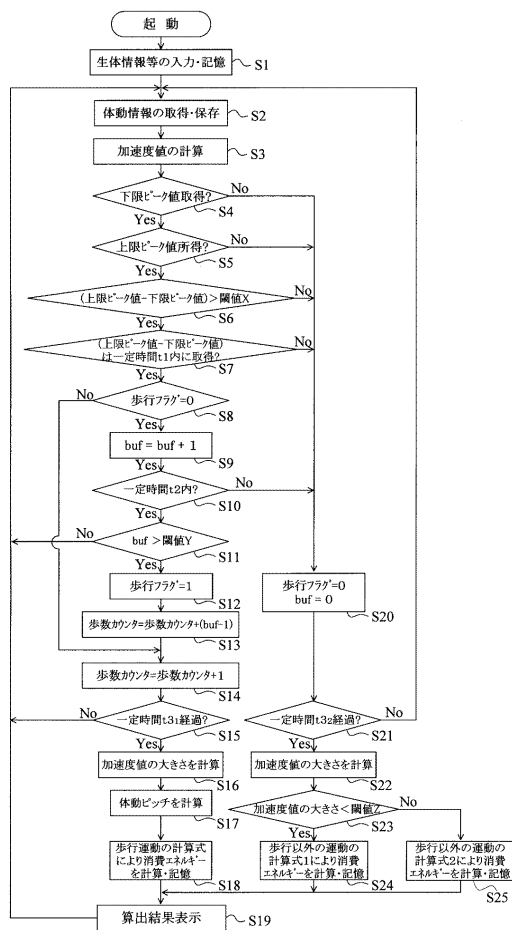 起 動
生体情報等の入力・記憶
S1
体動情報の取得・保存
S2
加速度値の計算
S3
下限ピーク値取得?
No
S4
Yes
上限ピーク値所得?
No
S5
Yes
(上限ピーク値-下限ピーク値)>閾値X
No
S6
Yes
(上限ピーク値-下限ピーク値)
は一定時間t1内に取得?
No
S7
Yes
No
歩行フラグ=0
S8
Yes
buf = buf + 1
S9
Yes
一定時間t2内?
No
S10
Yes
No
buf > 閾値Y
S11
Yes
歩行フラグ=1
S12
歩行フラグ=0
buf = 0
S20
歩数カウンタ=歩数カウンタ+(buf-1)
S13
歩数カウンタ=歩数カウンタ+1
S14
No
一定時間t3₁経過?
S15
Yes
一定時間t3₂経過?
No
S21
Yes
加速度値の大きさを計算
S16
加速度値の大きさを計算
S22
体動ピッチを計算
S17
加速度値の大きさ<閾値Z
No
S23
Yes
歩行運動の計算式
により消費エネルギー
を計算・記憶
S18
歩行以外の運動の
計算式1により消費
エネルギーを計算・記憶
S24
歩行以外の運動の
計算式2により消費
エネルギーを計算・記憶
S25
算出結果表示
S19